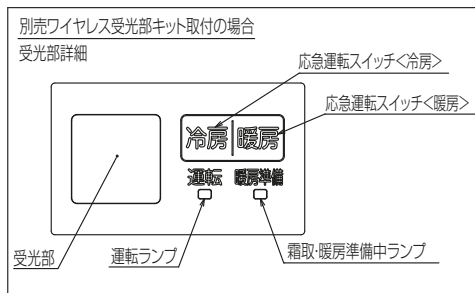 別売ワイヤレス受光部キット取付の場合
受光部詳細
応急運転スイッチ<冷房>
応急運転スイッチ<暖房>
冷房 暖房
運転 暖房準備
受光部
運転ランプ
霜取・暖房準備中ランプ